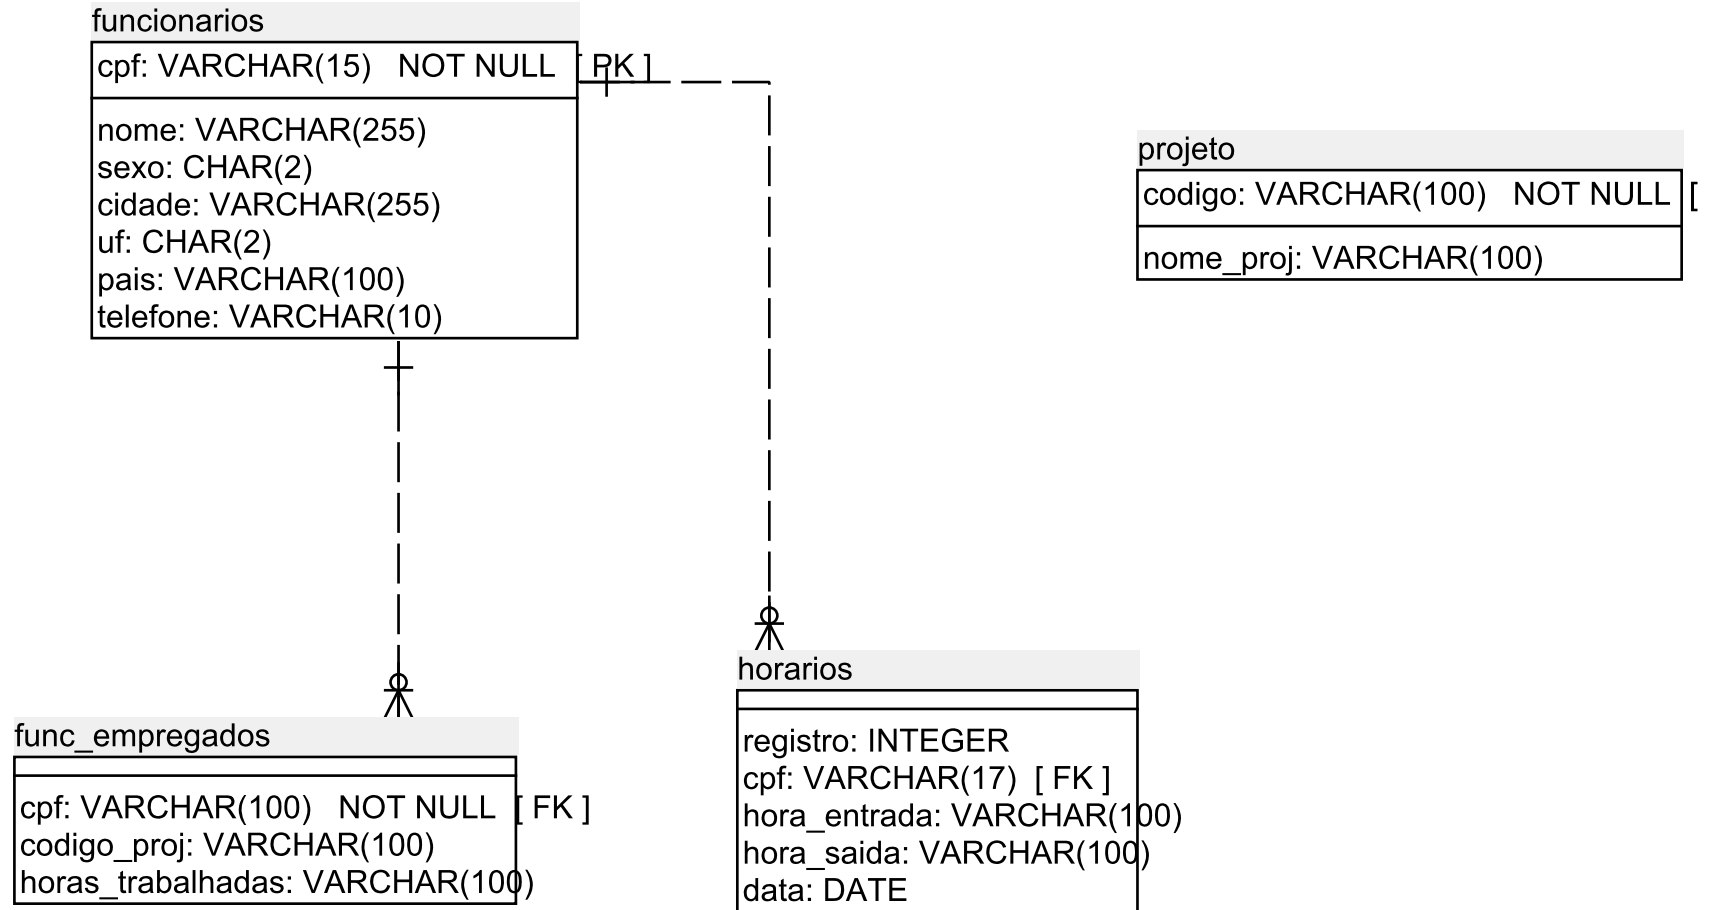 funcionarios
cpf: VARCHAR(15) NOT NULL [ PK ]
nome: VARCHAR(255)
sexo: CHAR(2)
cidade: VARCHAR(255)
uf: CHAR(2)
pais: VARCHAR(100)
telefone: VARCHAR(10)
projeto
codigo: VARCHAR(100) NOT NULL [
nome_proj: VARCHAR(100)
func_empregados
cpf: VARCHAR(100) NOT NULL [ FK ]
codigo_proj: VARCHAR(100)
horas_trabalhadas: VARCHAR(100)
horarios
registro: INTEGER
cpf: VARCHAR(17) [ FK ]
hora_entrada: VARCHAR(100)
hora_saida: VARCHAR(100)
data: DATE